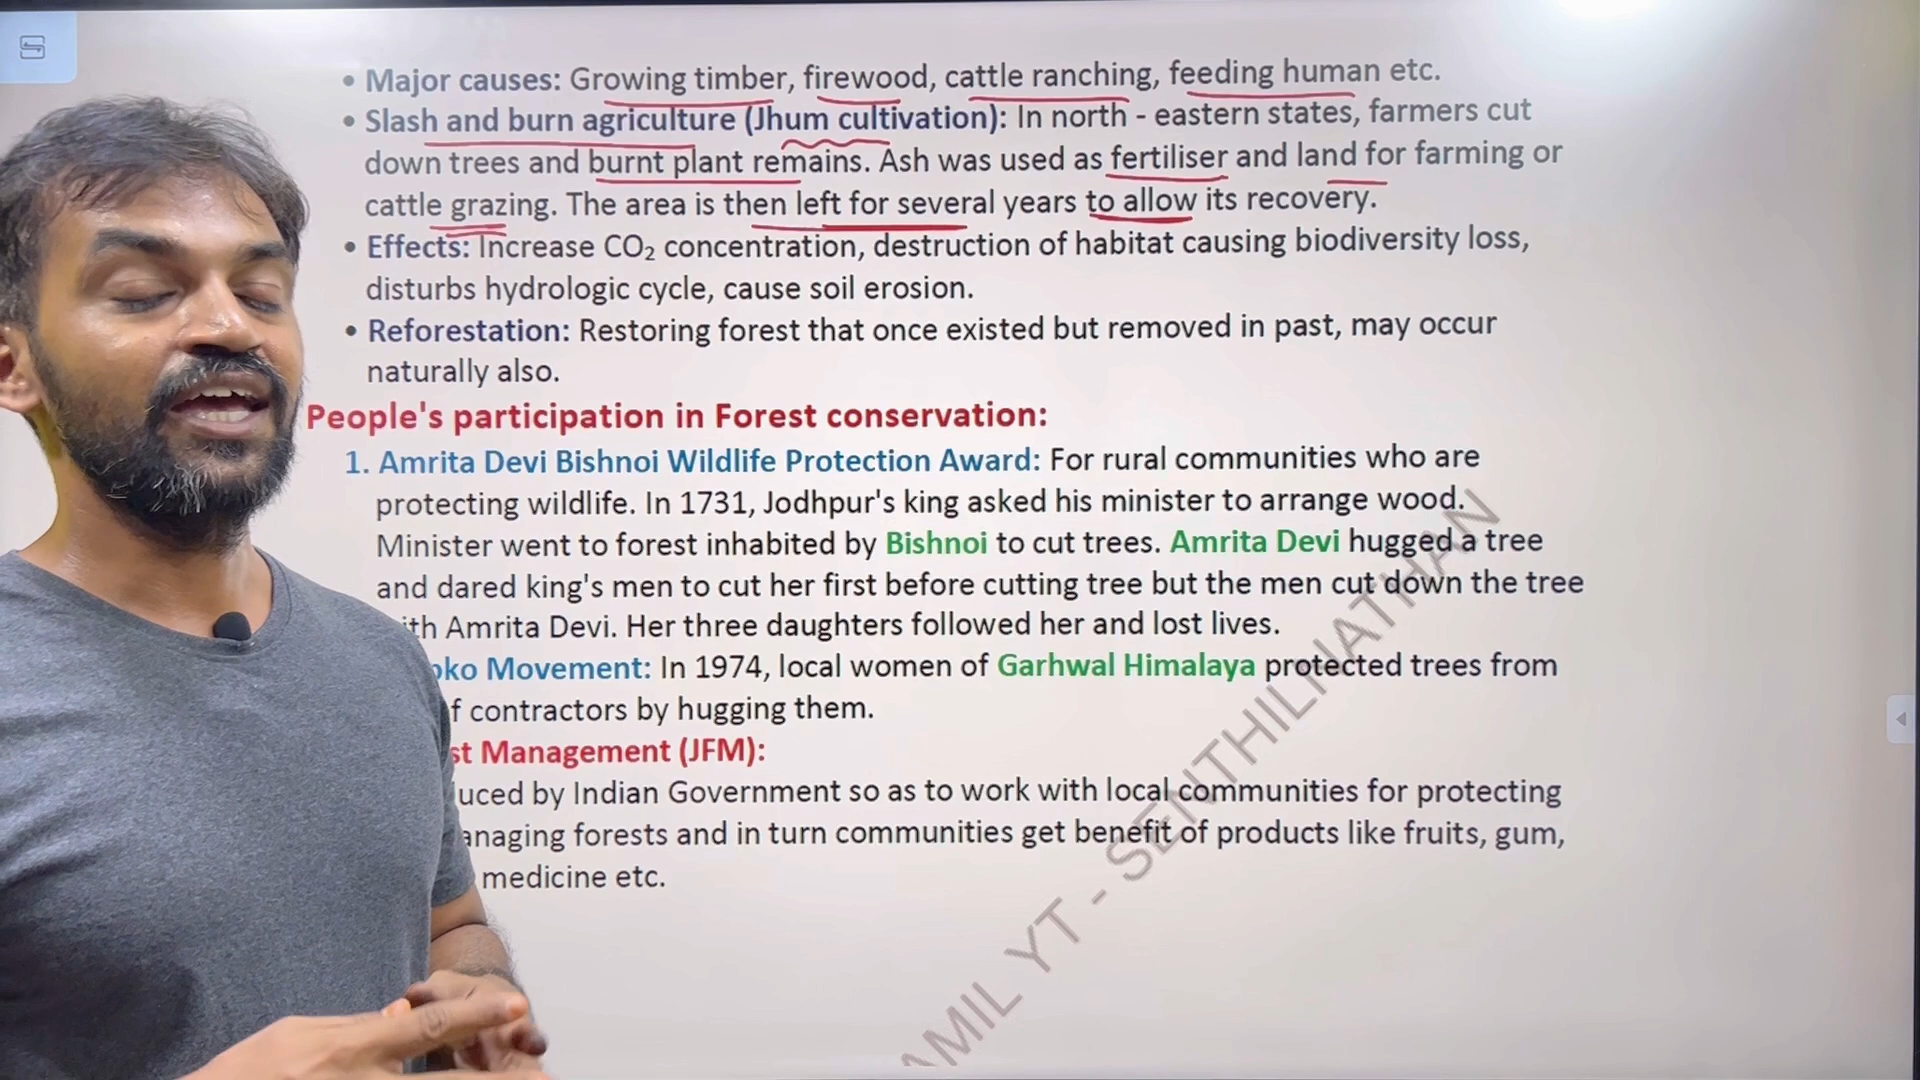 • Major causes: Growing timber, firewood, cattle ranching, feeding human etc.
• Slash and burn agriculture (Jhum cultivation): In north - eastern states, farmers cut
down trees and burnt plant remains. Ash was used as fertiliser and land for farming or
cattle grazing. The area is then left for several years to allow its recovery.
• Effects: Increase CO₂ concentration, destruction of habitat causing biodiversity loss,
disturbs hydrologic cycle, cause soil erosion.
• Reforestation: Restoring forest that once existed but removed in past, may occur
naturally also.
People's participation in Forest conservation:
1. Amrita Devi Bishnoi Wildlife Protection Award: For rural communities who are
protecting wildlife. In 1731, Jodhpur's king asked his minister to arrange wood.
Minister went to forest inhabited by Bishnoi to cut trees. Amrita Devi hugged a tree
and dared king's men to cut her first before cutting tree but the men cut down the tree
Amrita Devi. Her three daughters followed her and lost lives.
Movement: In 1974, local women of Garhwal Himalaya protected trees from
contractors by hugging them.
Management (JFM):
by Indian Government so as to work with local communities for protecting
forests and in turn communities get benefit of products like fruits, gum,
medicine etc.
YT - SENTHILNATHAN